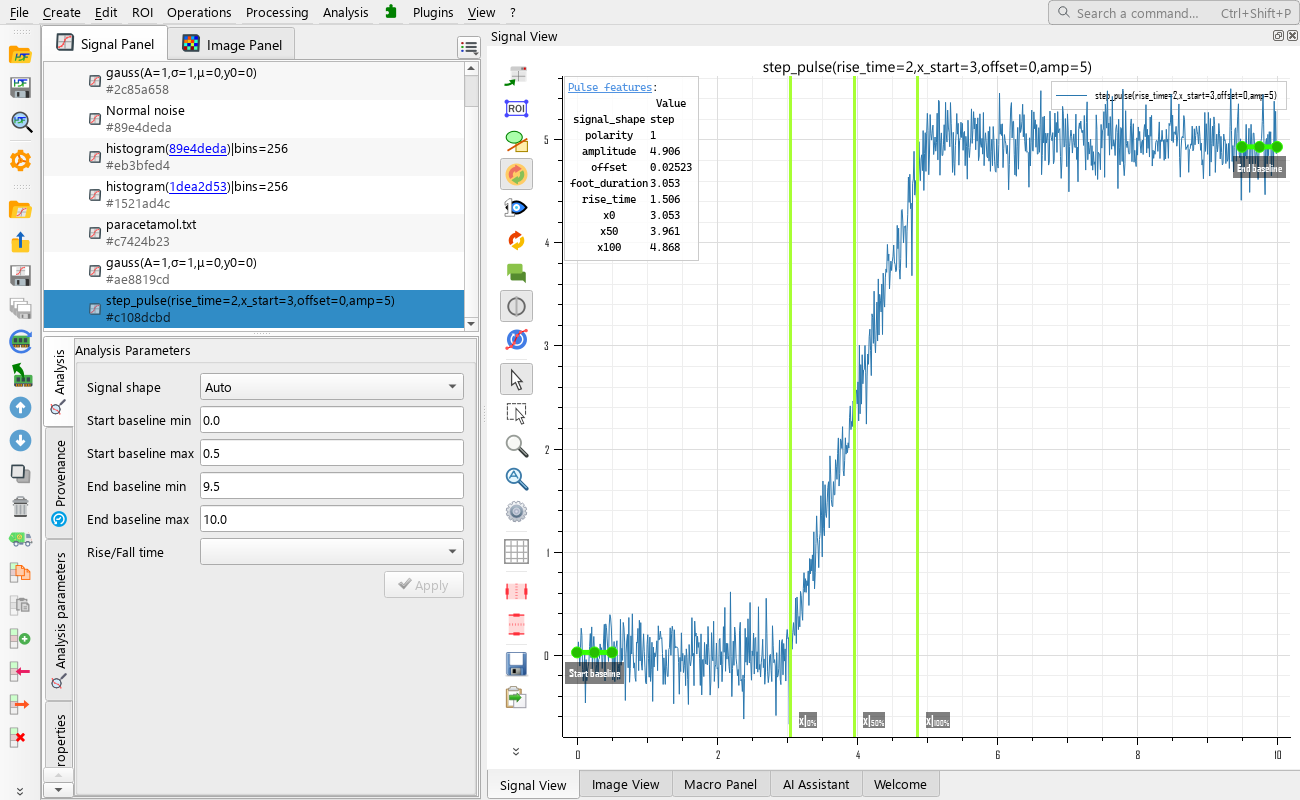 File Create Edit ROI Operations Processing Analysis Plugins View ?
Search a command... Ctrl+Shift+P
Signal Panel
Image Panel
gauss(A=1,σ=1,μ=0,y0=0)
#2c85a658
Normal noise
#89e4deda
histogram(89e4deda)|bins=256
#eb3bfed4
histogram(1dea2d53)|bins=256
#1521ad4c
paracetamol.txt
#c7424b23
gauss(A=1,σ=1,μ=0,y0=0)
#ae8819cd
step_pulse(rise_time=2,x_start=3,offset=0,amp=5)
#c108dcbd
Analysis
Provenance
Analysis parameters
roperties
Analysis Parameters
Signal shape Auto
Start baseline min 0.0
Start baseline max 0.5
End baseline min 9.5
End baseline max 10.0
Rise/Fall time
Apply
Signal View
ROI
step_pulse(rise_time=2,x_start=3,offset=0,amp=5)
step_pulse(rise_time=2,x_start=3,offset=0,amp=5)
Pulse features:
Value
signal_shape step
polarity 1
amplitude 4.906
offset 0.02523
foot_duration 3.053
rise_time 1.506
x0 3.053
x50 3.961
x100 4.868
5
4
3
2
1
0
End baseline
Start baseline
x|0%
x|50%
x|100%
0 2 4 6 8 10
Signal View
Image View
Macro Panel
AI Assistant
Welcome